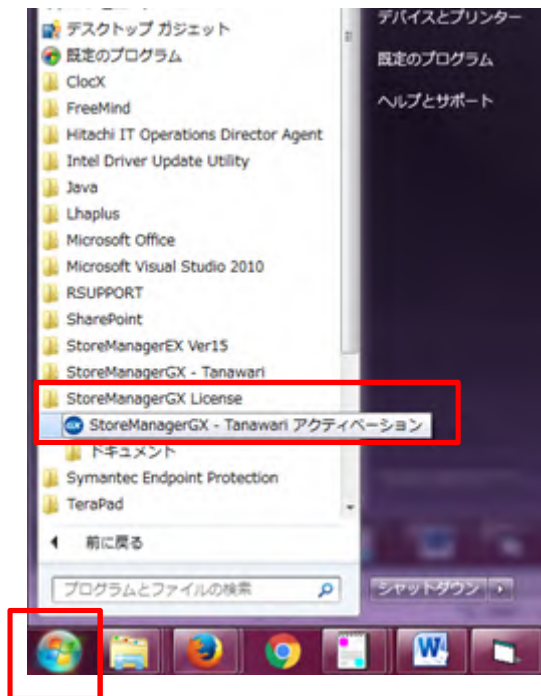 デスクトップ ガジェット
既定のプログラム
ClocX
FreeMind
Hitachi IT Operations Director Agent
Intel Driver Update Utility
Java
Lhaplus
Microsoft Office
Microsoft Visual Studio 2010
RSUPPORT
SharePoint
StoreManagerEX Ver15
StoreManagerGX - Tanawari
StoreManagerGX License
GX StoreManagerGX - Tanawari アクティベーション
ドキュメント
Symantec Endpoint Protection
TeraPad
前に戻る
プログラムとファイルの検索
デバイスとプリンター
既定のプログラム
ヘルプとサポート
シャットダウン
W